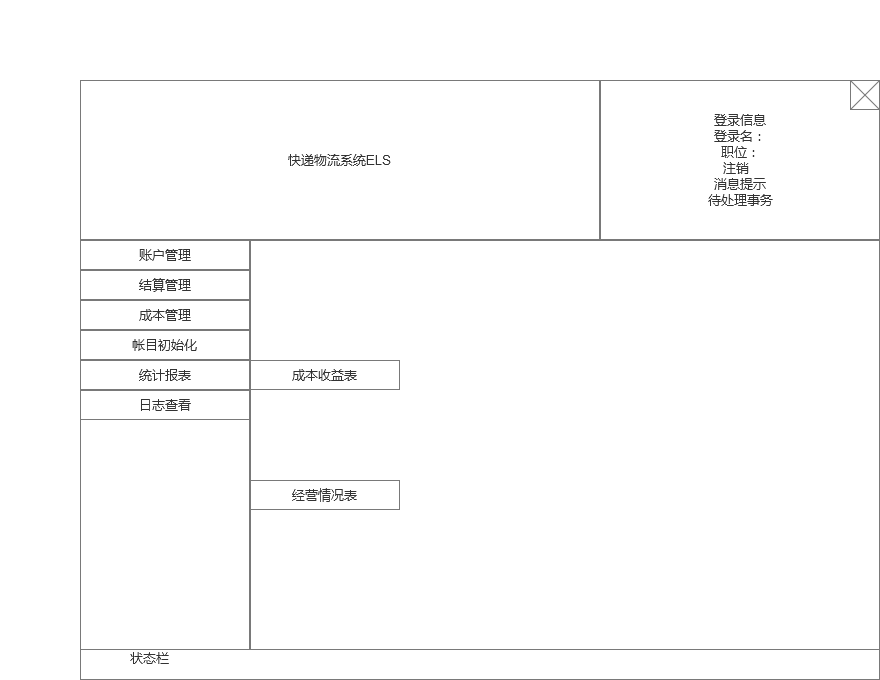 快递物流系统ELS
登录信息
登录名：
职位：
注销
消息提示
待处理事务
账户管理
结算管理
成本管理
帐目初始化
统计报表
成本收益表
日志查看
经营情况表
状态栏